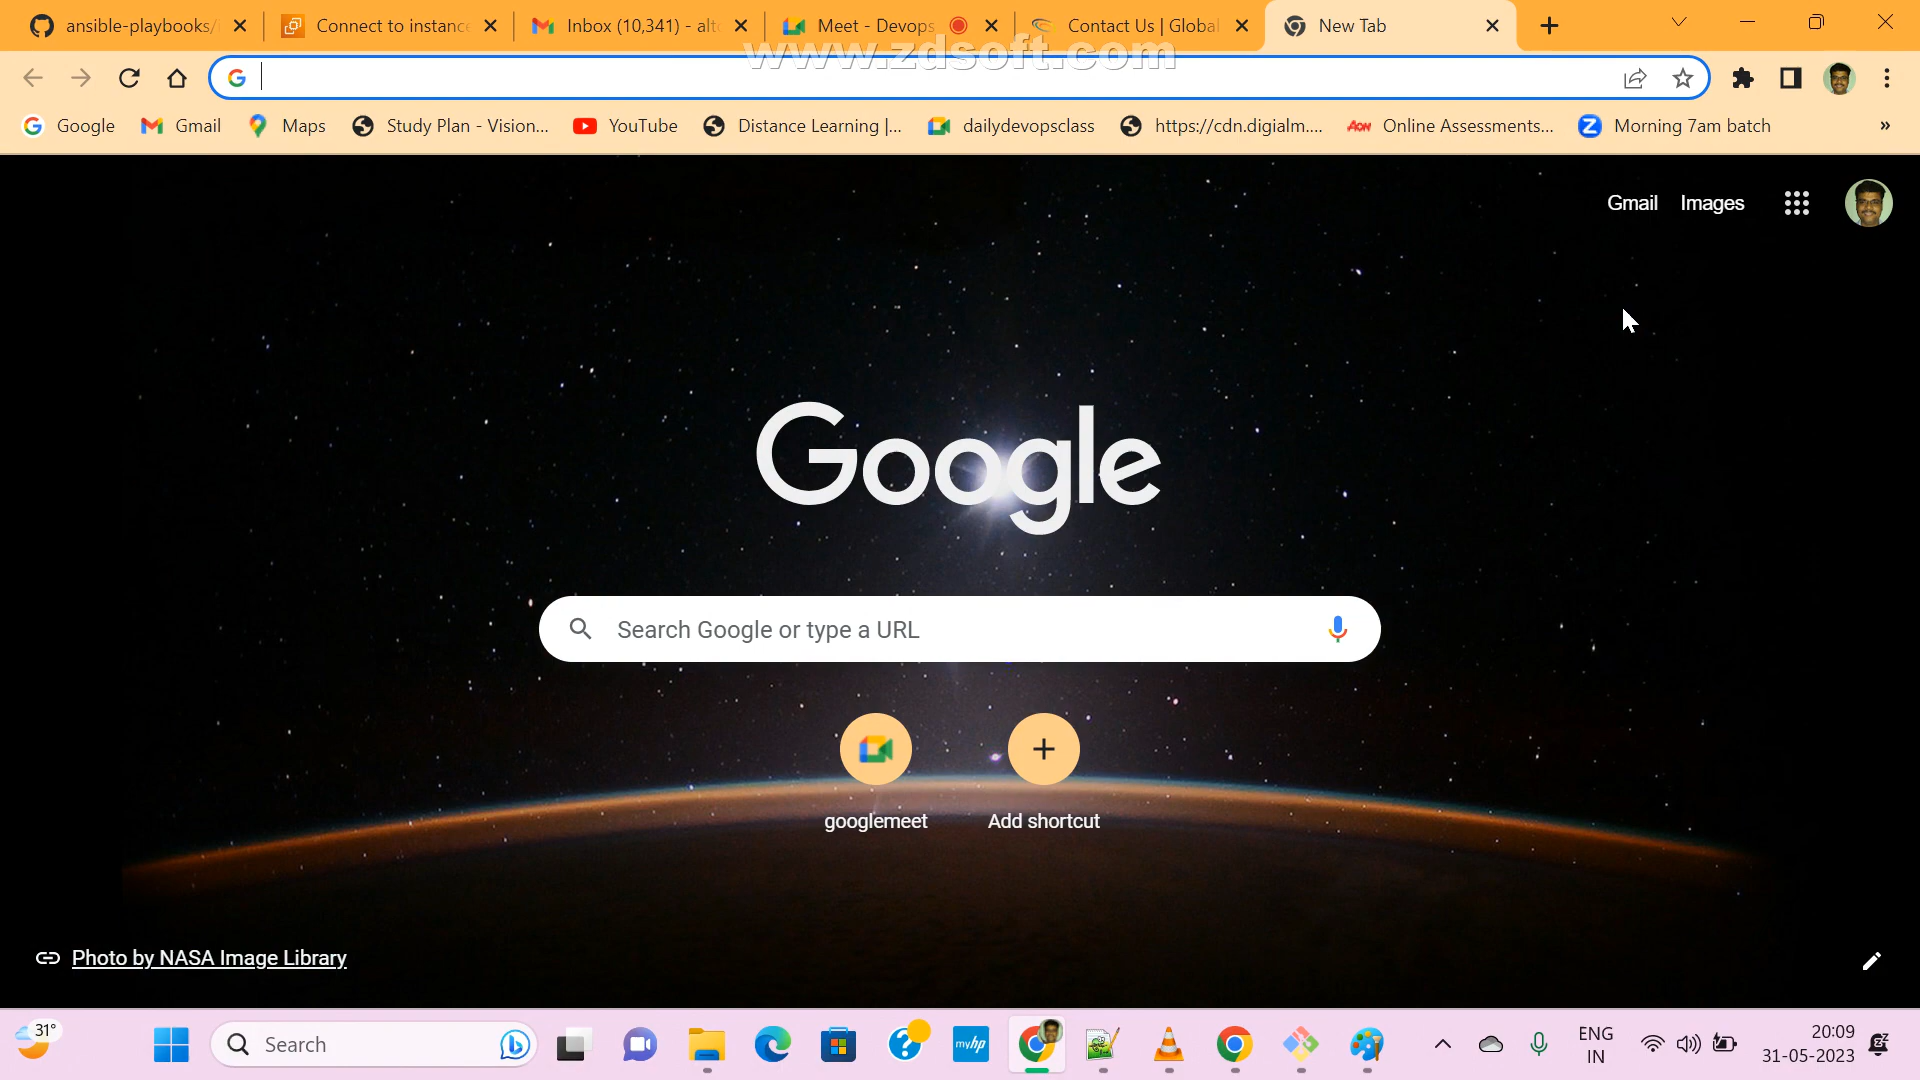 ansible-playbooks/
Connect to instance
Inbox (10,341) - alt
Meet - Devops
Contact Us | Global
New Tab
www.zdsoft.com
Google
Gmail
Maps
Study Plan - Vision...
YouTube
Distance Learning |...
dailydevopsclass
https://cdn.digialm....
AON
Online Assessments...
Z
Morning 7am batch
»
Gmail Images
Google
Search Google or type a URL
googlemeet
Add shortcut
Photo by NASA Image Library
31°
Search
myhp
ENG
IN
20:09
31-05-2023